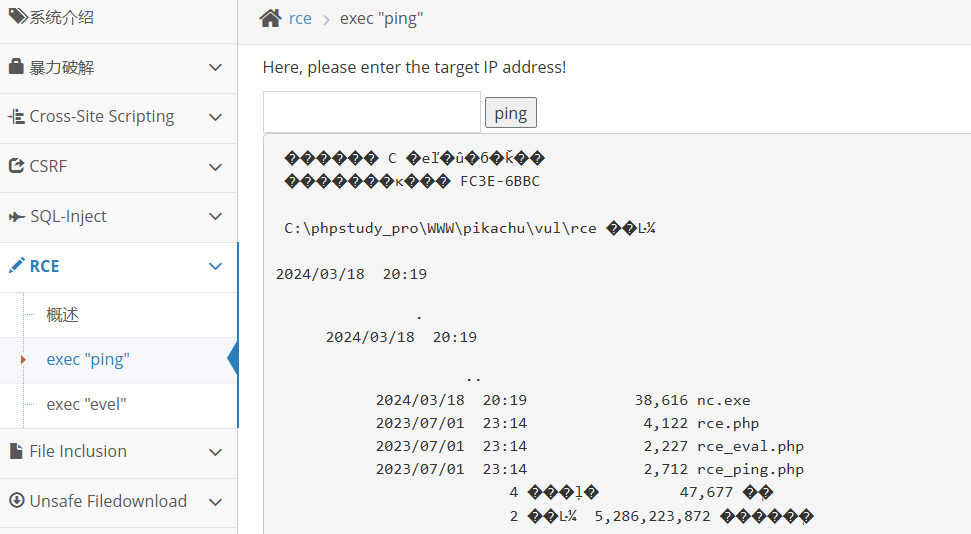 系统介绍
暴力破解
Cross-Site Scripting
CSRF
SQL-Inject
RCE
概述
exec "ping"
exec "evel"
File Inclusion
Unsafe Filedownload
rce > exec "ping"
Here, please enter the target IP address!
ping
������ C �eľ�û�б�ǩ��
�������к��� FC3E-6BBC
C:\phpstudy_pro\WWW\pikachu\vul\rce ��Ŀ¼
2024/03/18 20:19
.
2024/03/18 20:19
..
2024/03/18 20:19 38,616 nc.exe
2023/07/01 23:14 4,122 rce.php
2023/07/01 23:14 2,227 rce_eval.php
2023/07/01 23:14 2,712 rce_ping.php
4 ���ļ� 47,677 ��
2 ��Ŀ¼ 5,286,223,872 ������